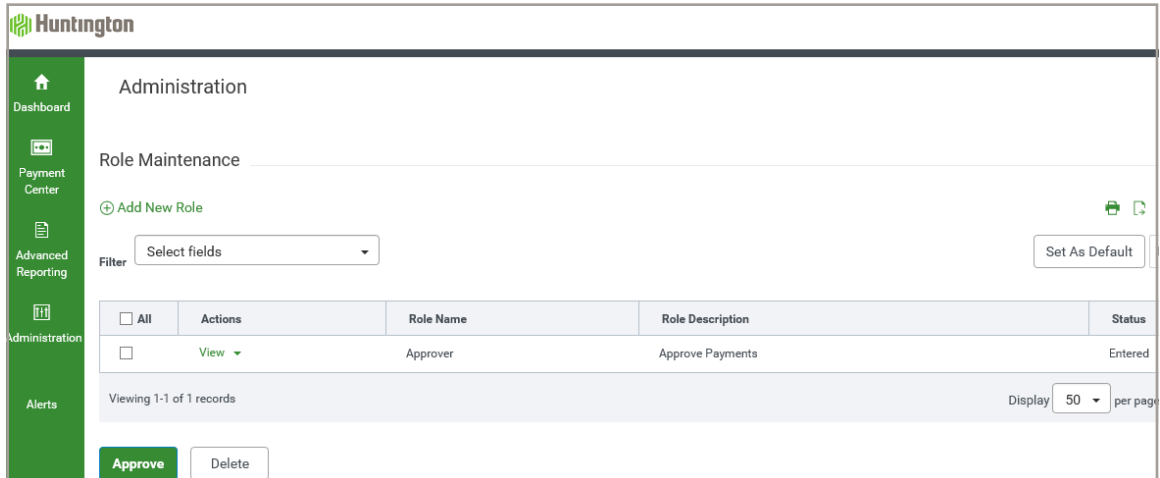 Huntington
Administration
Dashboard
Payment
Center
Advanced
Reporting
Administration
Alerts
Role Maintenance
Add New Role
Filter Select fields Set As Default
All Actions Role Name Role Description Status
View Approver Approve Payments Entered
Viewing 1-1 of 1 records Display 50 per page
Approve Delete